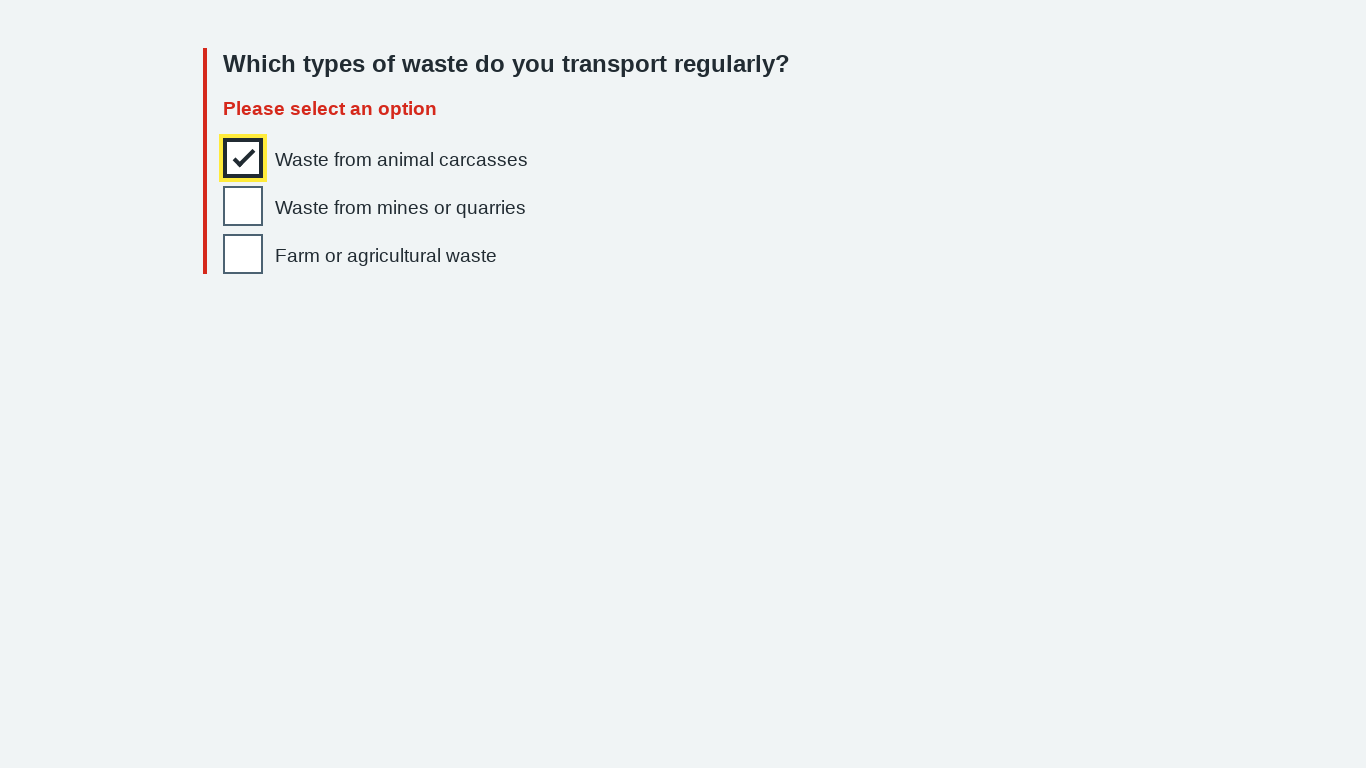 Which types of waste do you transport regularly?
Please select an option
Waste from animal carcasses
Waste from mines or quarries
Farm or agricultural waste